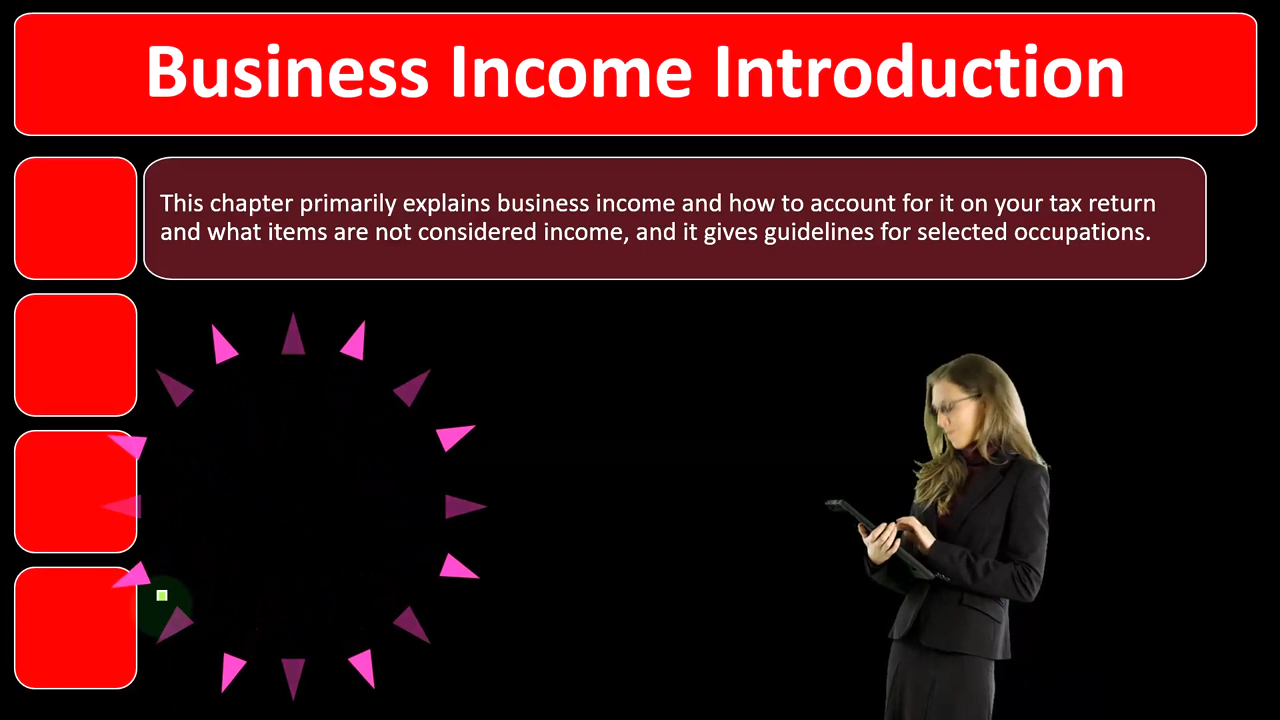 Business Income Introduction
This chapter primarily explains business income and how to account for it on your tax return
and what items are not considered income, and it gives guidelines for selected occupations.